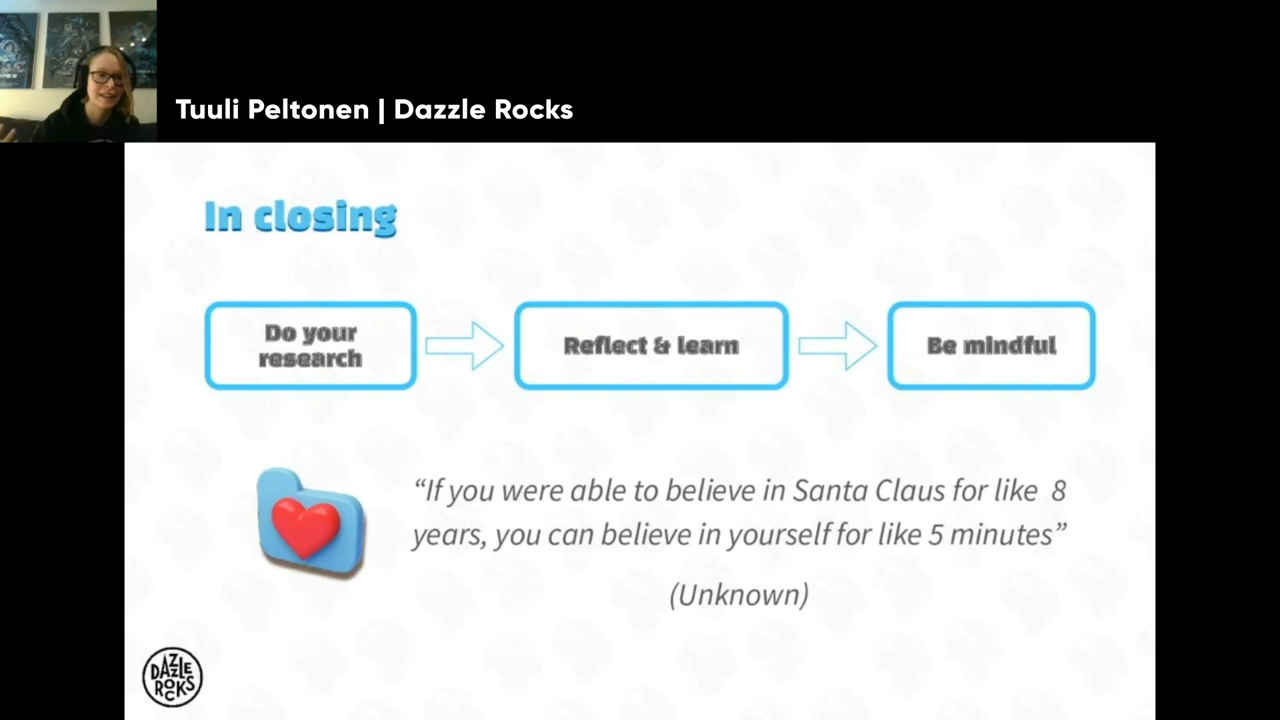 Tuuli Peltonen | Dazzle Rocks
In closing
Do your
research
Reflect & learn
Be mindful
“If you were able to believe in Santa Claus for like 8
years, you can believe in yourself for like 5 minutes”
(Unknown)
DAZZLE
ROCKS